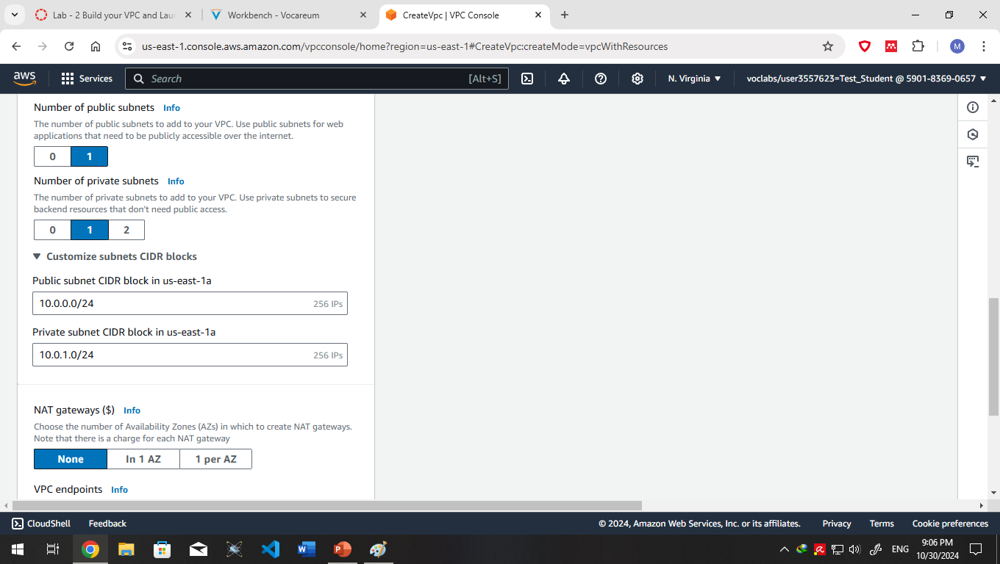 Lab - 2 Build your VPC and Lau
Workbench - Vocareum
CreateVpc | VPC Console
us-east-1.console.aws.amazon.com/vpcconsole/home?region=us-east-1#CreateVpc:createMode=vpcWithResources
M
aws
Services
Search
[Alt+S]
N. Virginia
voclabs/user3557623=Test_Student @ 5901-8369-0657
Number of public subnets Info
The number of public subnets to add to your VPC. Use public subnets for web
applications that need to be publicly accessible over the internet.
0 1
Number of private subnets Info
The number of private subnets to add to your VPC. Use private subnets to secure
backend resources that don't need public access.
0 1 2
Customize subnets CIDR blocks
Public subnet CIDR block in us-east-1a
10.0.0.0/24 256 IPs
Private subnet CIDR block in us-east-1a
10.0.1.0/24 256 IPs
NAT gateways ($) Info
Choose the number of Availability Zones (AZs) in which to create NAT gateways.
Note that there is a charge for each NAT gateway
None In 1 AZ 1 per AZ
VPC endpoints Info
CloudShell Feedback © 2024, Amazon Web Services, Inc. or its affiliates. Privacy Terms Cookie preferences
ENG
9:06 PM
10/30/2024